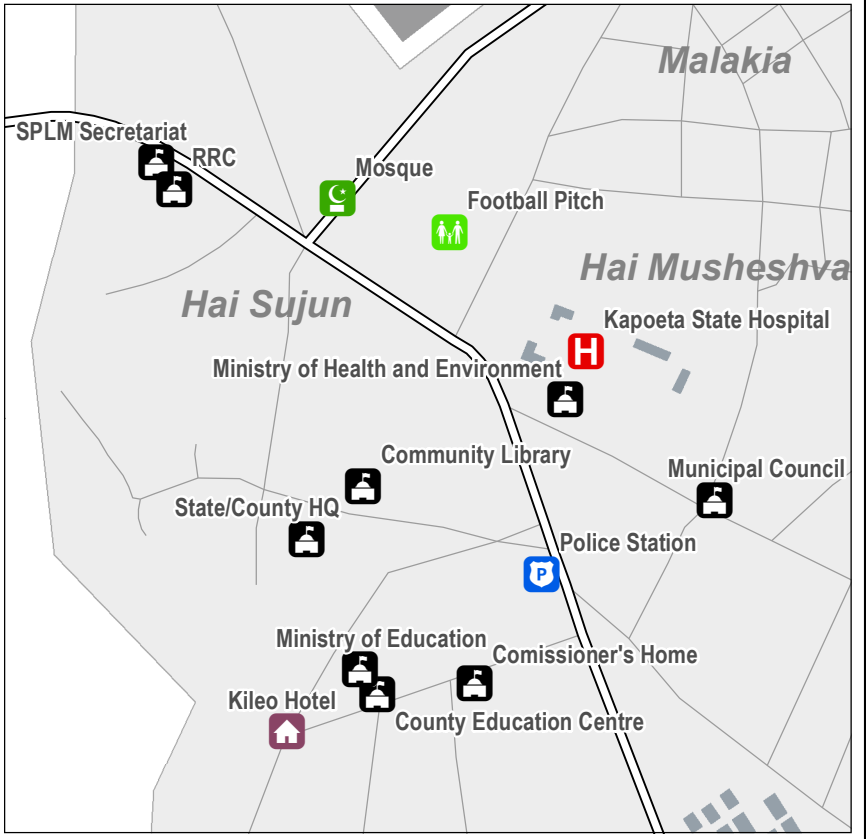 Malakia
SPLM Secretariat
RRC
Mosque
Football Pitch
Hai Musheshva
Hai Sujun
Kapoeta State Hospital
H
Ministry of Health and Environment
Community Library
Municipal Council
State/County HQ
Police Station
P
Ministry of Education
Comissioner's Home
Kileo Hotel
County Education Centre